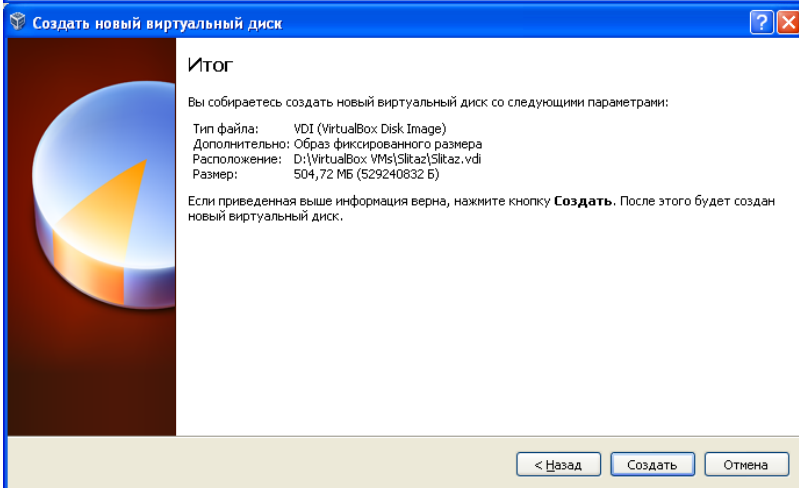 Создать новый виртуальный диск
Итог
Вы собираетесь создать новый виртуальный диск со следующими параметрами:
Тип файла: VDI (VirtualBox Disk Image)
Дополнительно: Образ фиксированного размера
Расположение: D:\VirtualBox VMs\Slitaz\Slitaz.vdi
Размер: 504,72 МБ (529240832 Б)
Если приведенная выше информация верна, нажмите кнопку Создать. После этого будет создан
новый виртуальный диск.
< Назад Создать Отмена